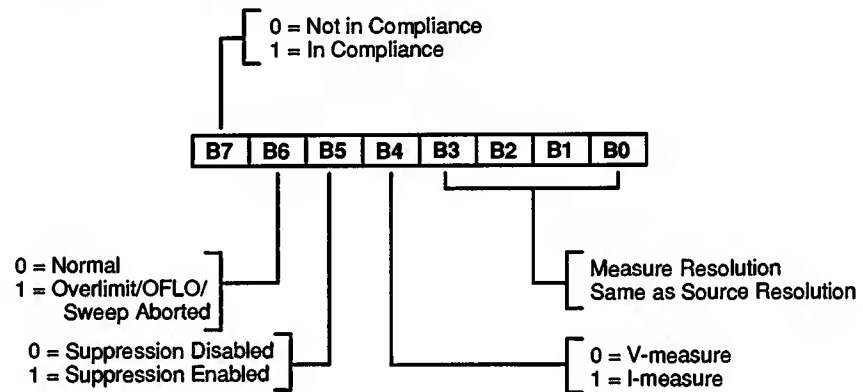 0 = Not in Compliance
1 = In Compliance
B7 B6 B5 B4 B3 B2 B1 B0
0 = Normal
1 = Overlimit/OFLO/
Sweep Aborted
Measure Resolution
Same as Source Resolution
0 = Suppression Disabled
1 = Suppression Enabled
0 = V-measure
1 = I-measure